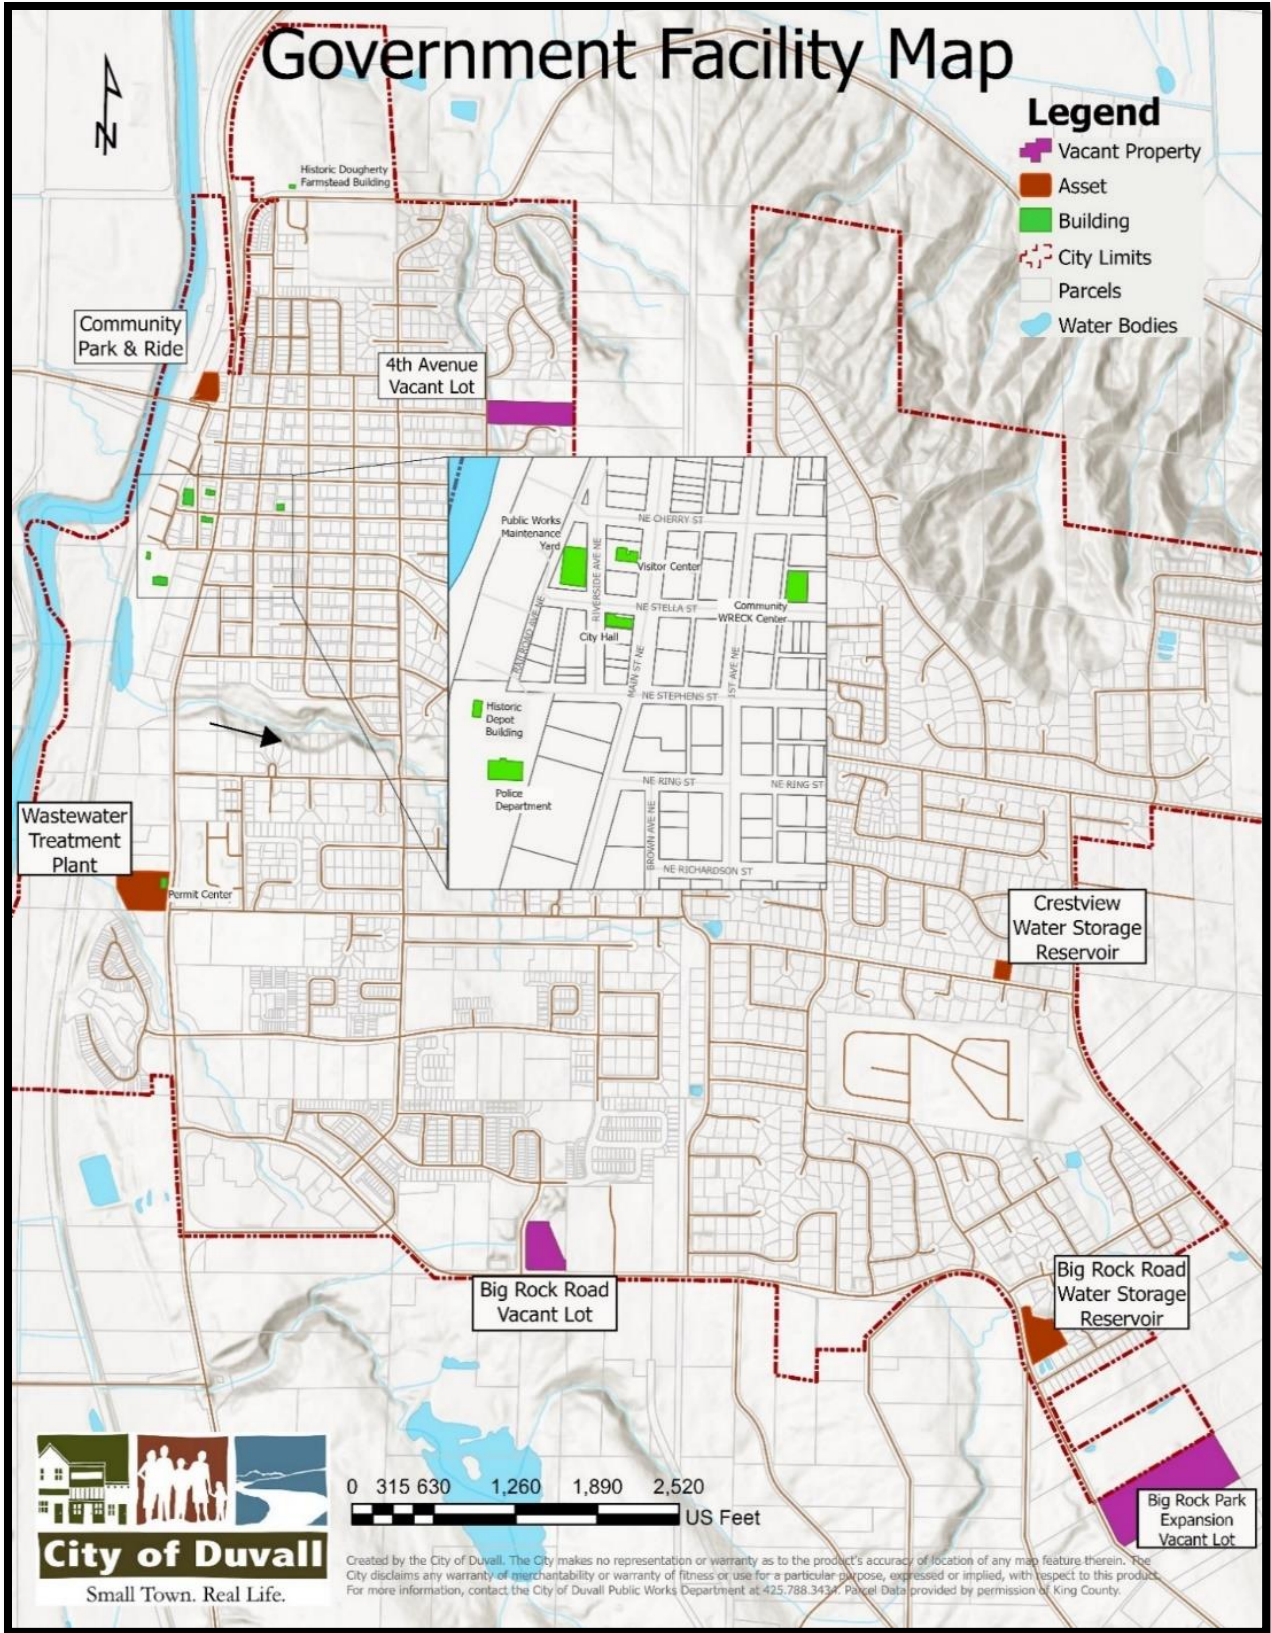 Government Facility Map
N
Legend
Vacant Property
Asset
Building
City Limits
Parcels
Water Bodies
Historic Dougherty
Farmstead Building
Community
Park & Ride
4th Avenue
Vacant Lot
Public Works
Maintenance
Yard
NE CHERRY ST
Visitor Center
RIVERSIDE AVE NE
NE STELLA ST
Community
WRECK Center
City Hall
RAILROAD AVE NE
MAIN ST NE
1ST AVE NE
NE STEPHENS ST
Historic
Depot
Building
NE RING ST
NE RING ST
Police
Department
BROWN AVE NE
NE RICHARDSON ST
Wastewater
Treatment
Plant
Permit Center
Crestview
Water Storage
Reservoir
Big Rock Road
Vacant Lot
Big Rock Road
Water Storage
Reservoir
Big Rock Park
Expansion
Vacant Lot
0 315 630 1,260 1,890 2,520
US Feet
City of Duvall
Small Town. Real Life.
Created by the City of Duvall. The City makes no representation or warranty as to the product's accuracy of location of any map feature therein. The
City disclaims any warranty of merchantability or warranty of fitness or use for a particular purpose, expressed or implied, with respect to this product.
For more information, contact the City of Duvall Public Works Department at 425.788.3434. Parcel Data provided by permission of King County.